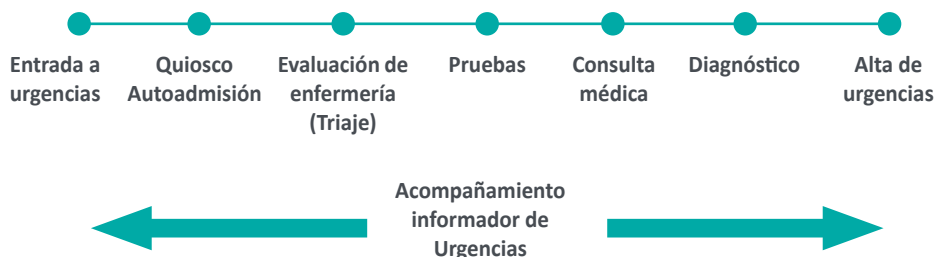 Entrada a
urgencias
Quiosco
Autoadmisión
Evaluación de
enfermería
(Triaje)
Pruebas
Consulta
médica
Diagnóstico
Alta de
urgencias
Acompañamiento
informador de
Urgencias